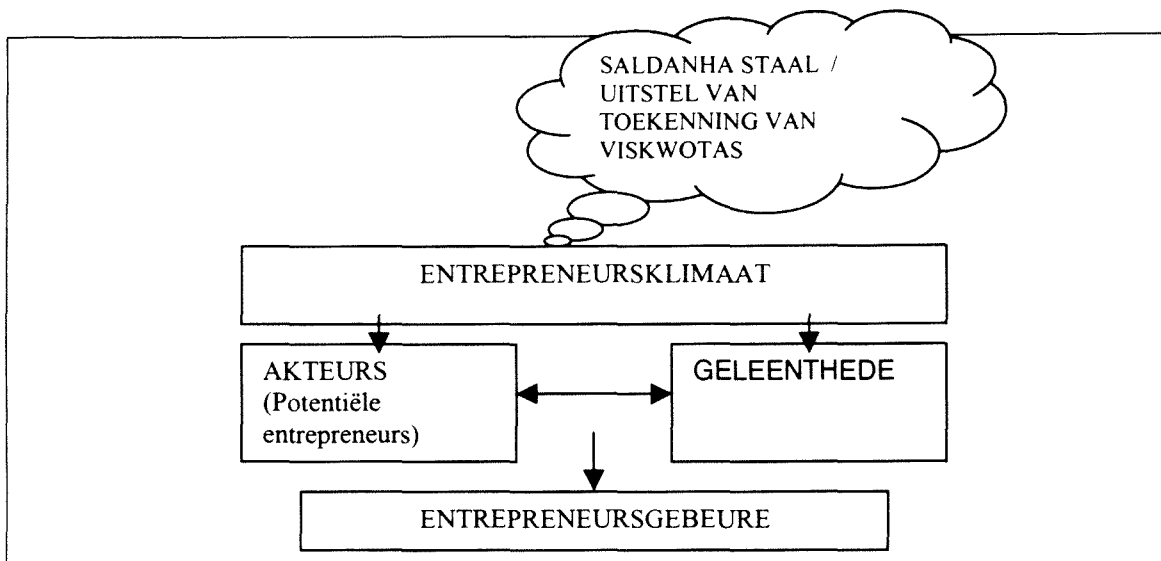 SALDANHA STAAL /
UITSTEL VAN
TOEKENNING VAN
VISKWOTAS
ENTREPRENEURSKLIMAAT
AKTEURS
(Potentiële
entrepreneurs)
GELEENTHEDE
ENTREPRENEURSGEBEURE